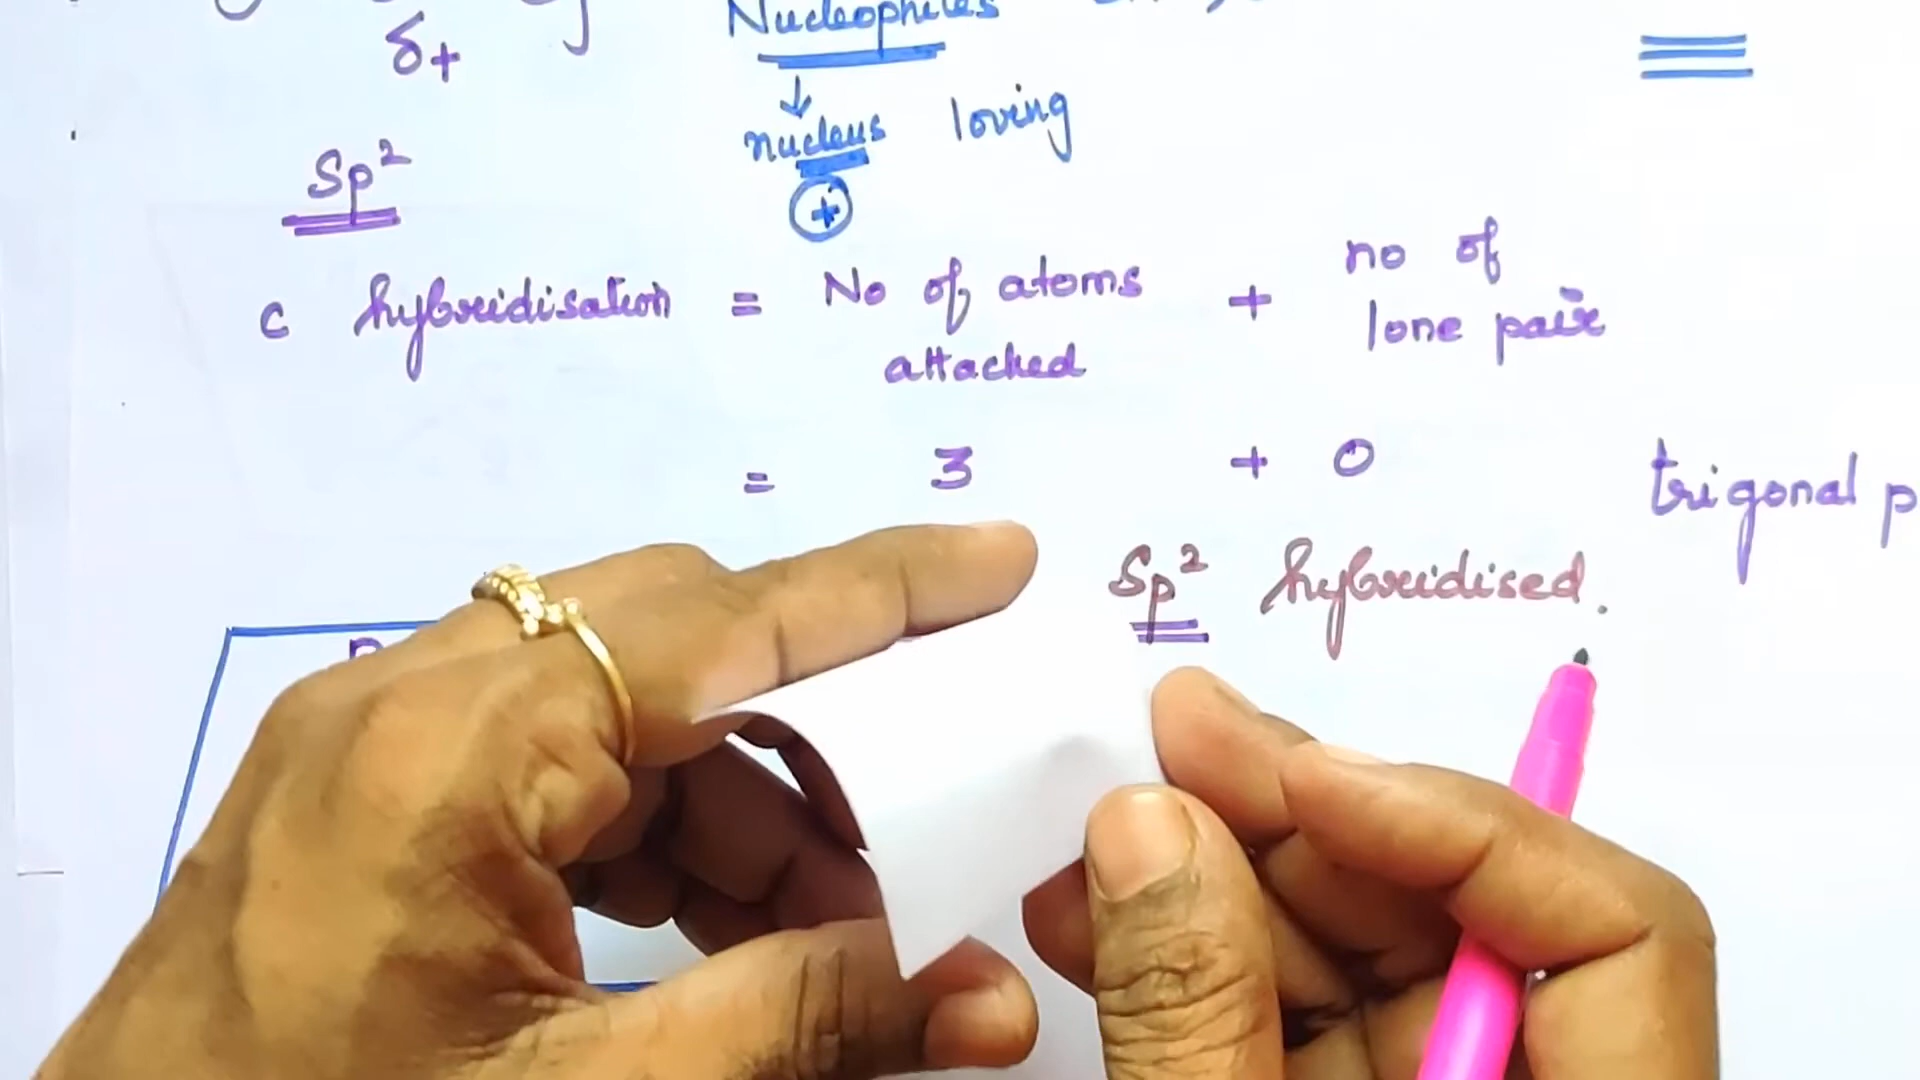 Nucleophiles
δ+
nucleus loving
+
Sp²
c hybridisation = No of atoms attached + no of lone pair
= 3 + 0
trigonal p
Sp² hybridised.